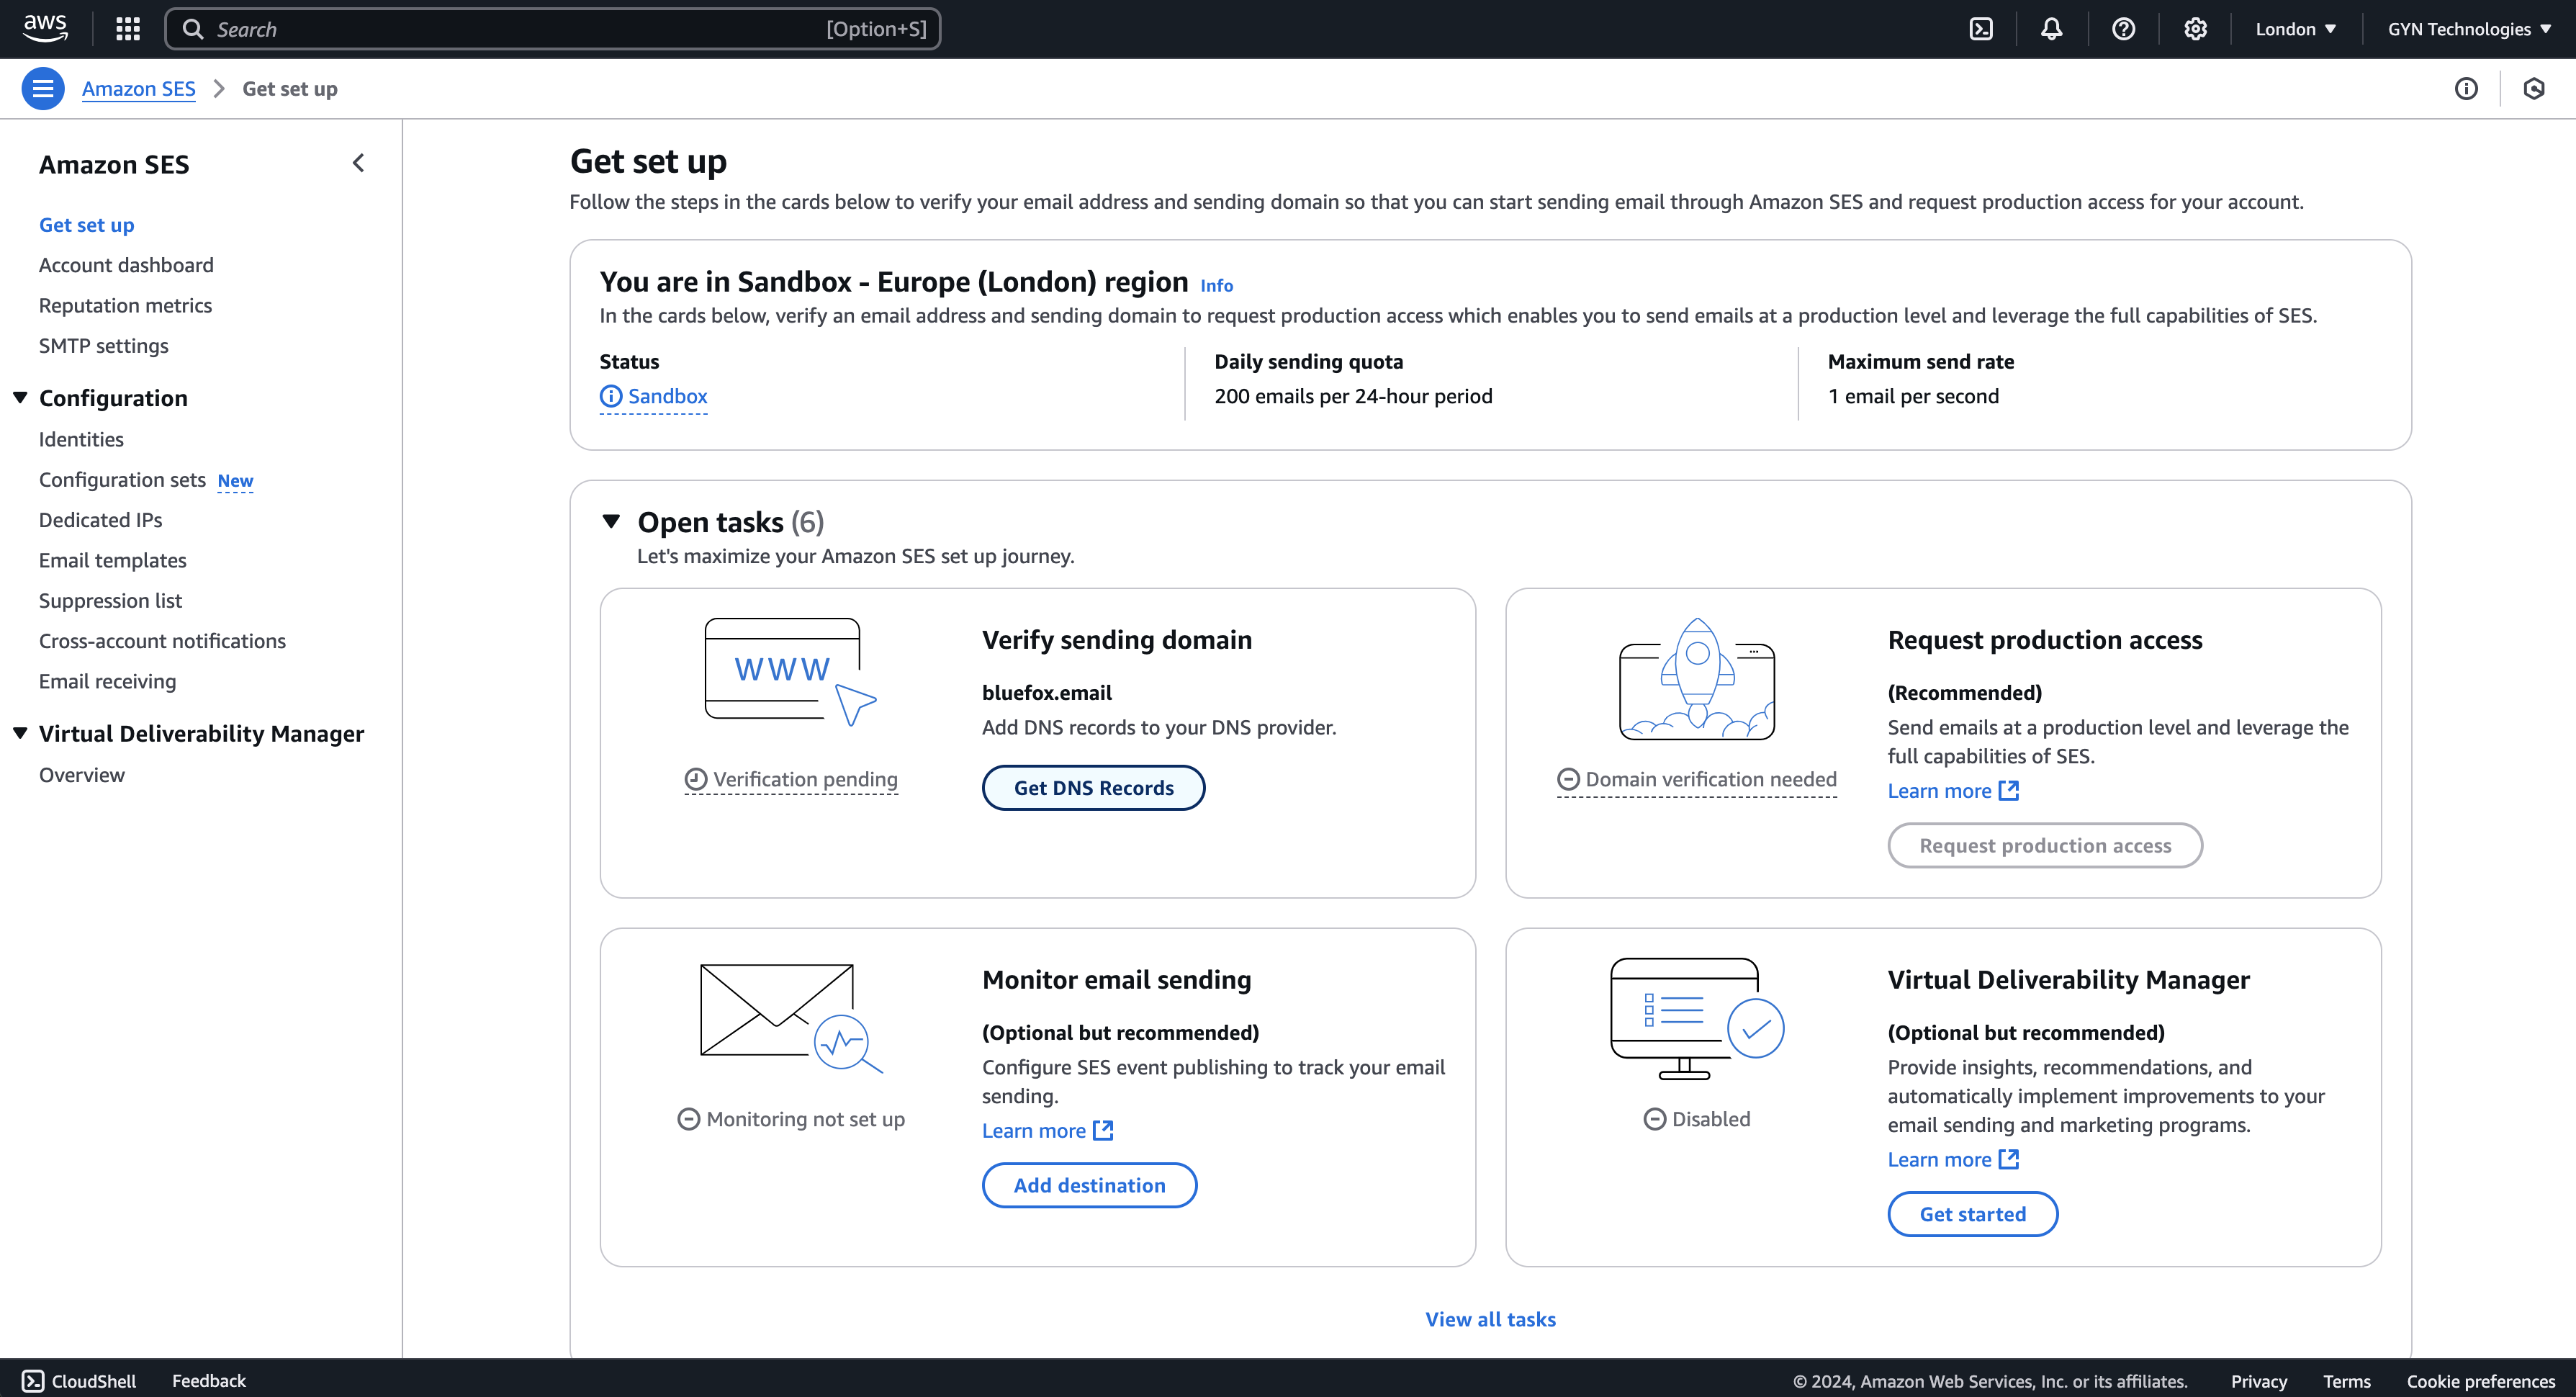 aws
Search
[Option+S]
London
GYN Technologies
Amazon SES
Get set up
Amazon SES
Get set up
Account dashboard
Reputation metrics
SMTP settings
Configuration
Identities
Configuration sets New
Dedicated IPs
Email templates
Suppression list
Cross-account notifications
Email receiving
Virtual Deliverability Manager
Overview
Get set up
Follow the steps in the cards below to verify your email address and sending domain so that you can start sending email through Amazon SES and request production access for your account.
You are in Sandbox - Europe (London) region Info
In the cards below, verify an email address and sending domain to request production access which enables you to send emails at a production level and leverage the full capabilities of SES.
Status
Sandbox
Daily sending quota
200 emails per 24-hour period
Maximum send rate
1 email per second
Open tasks (6)
Let's maximize your Amazon SES set up journey.
WWW
Verification pending
Verify sending domain
bluefox.email
Add DNS records to your DNS provider.
Get DNS Records
Domain verification needed
Request production access
(Recommended)
Send emails at a production level and leverage the
full capabilities of SES.
Learn more
Request production access
Monitoring not set up
Monitor email sending
(Optional but recommended)
Configure SES event publishing to track your email
sending.
Learn more
Add destination
Disabled
Virtual Deliverability Manager
(Optional but recommended)
Provide insights, recommendations, and
automatically implement improvements to your
email sending and marketing programs.
Learn more
Get started
View all tasks
CloudShell
Feedback
© 2024, Amazon Web Services, Inc. or its affiliates.
Privacy
Terms
Cookie preferences